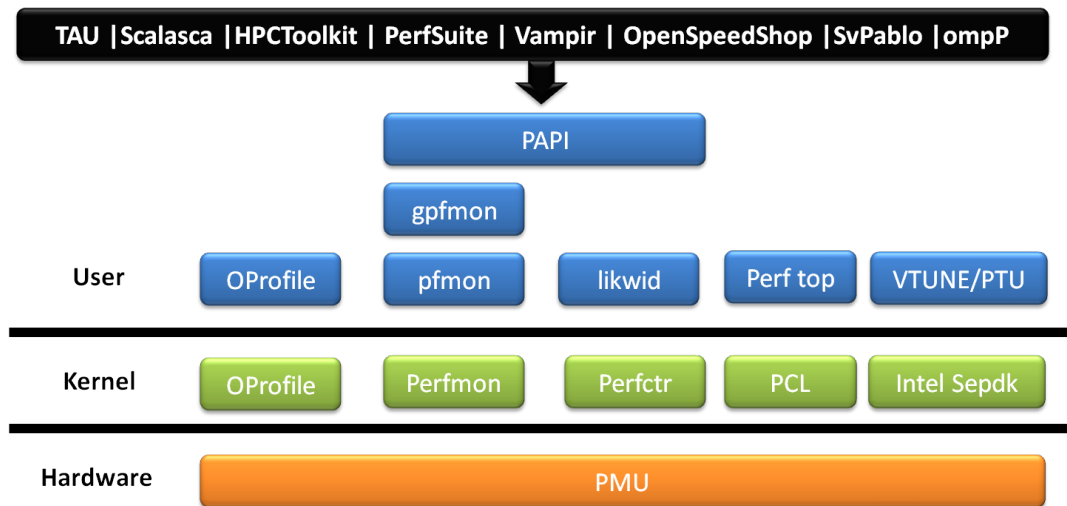 TAU |Scalasca |HPCToolkit | PerfSuite | Vampir | OpenSpeedShop |SvPablo |ompP
PAPI
gpfmon
User OProfile pfmon likwid Perf top VTUNE/PTU
Kernel OProfile Perfmon Perfctr PCL Intel Sepdk
Hardware PMU